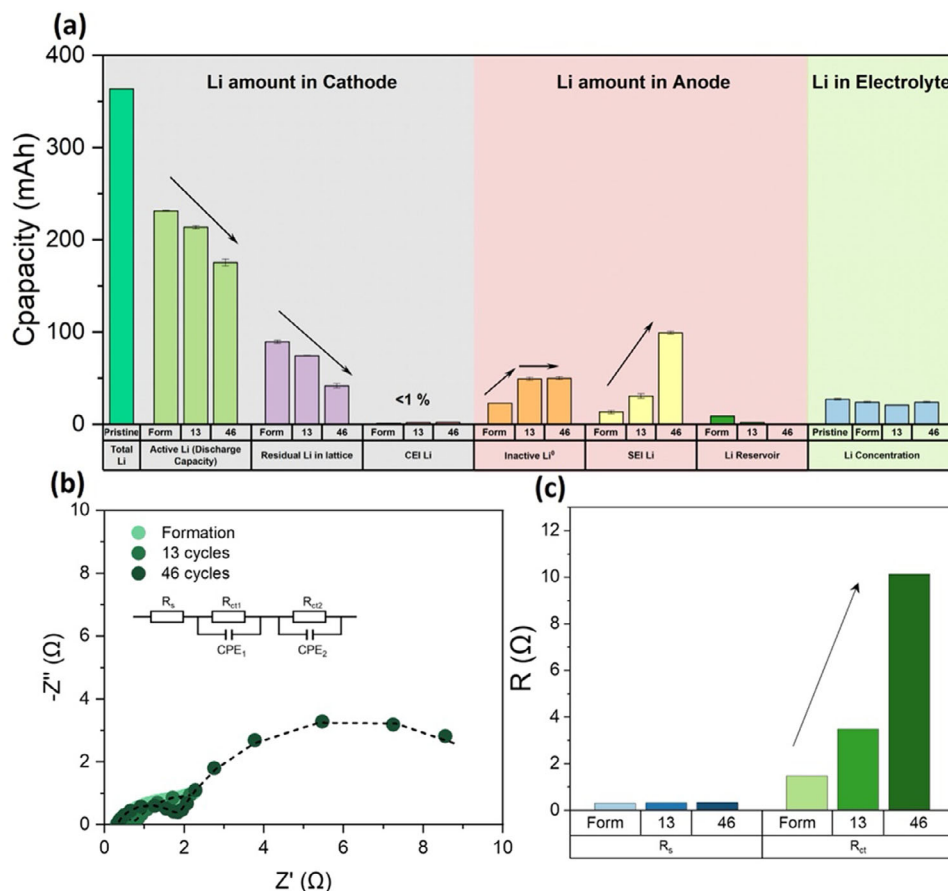 (a)
Cpapacity (mAh)
400
300
200
100
0
Li amount in Cathode
Li amount in Anode
Li in Electrolyte
<1 %
Pristine Form 13 46 Form 13 46 Form 13 46 Form 13 46 Form 13 46 Form 13 46 Pristine Form 13 46
Total Li
Active Li (Discharge Capacity)
Residual Li in lattice
CEI Li
Inactive Li⁰
SEI Li
Li Reservoir
Li Concentration
(b)
-Z'' (Ω)
10
8
6
4
2
0
Formation
13 cycles
46 cycles
Rs Rct1 Rct2
CPE1 CPE2
0 2 4 6 8 10
Z' (Ω)
(c)
R (Ω)
12
10
8
6
4
2
0
Form 13 46 Form 13 46
Rs Rct